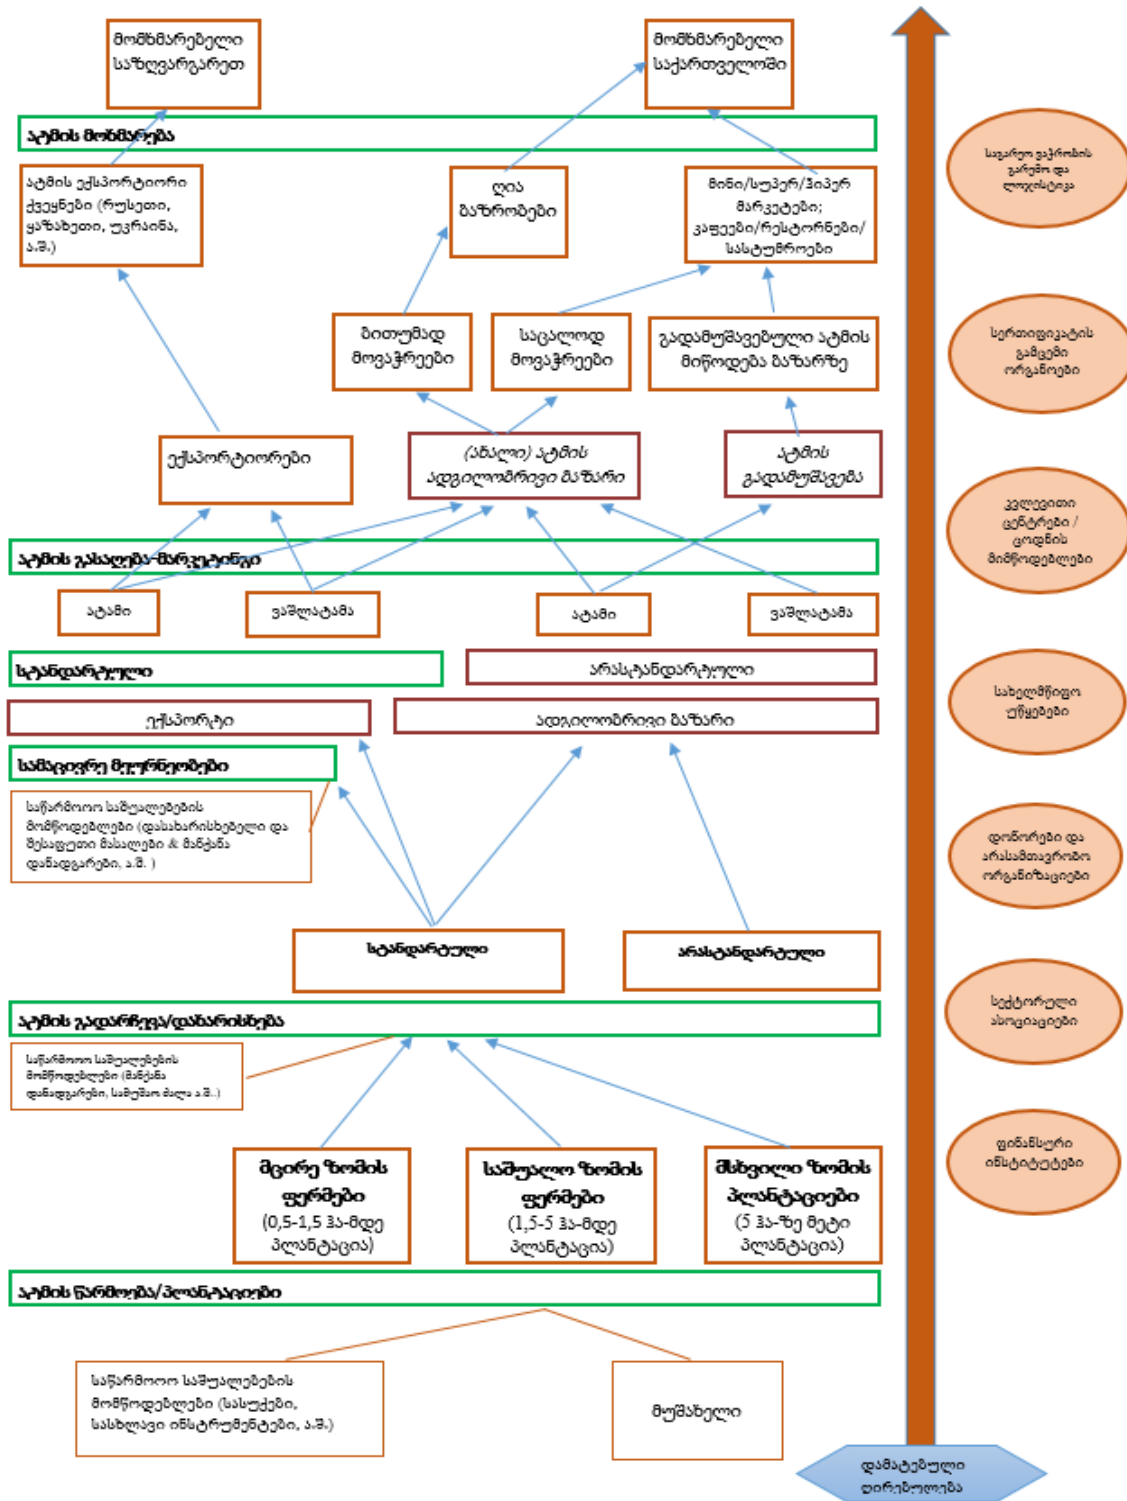 მომხმარებელი
საზღვარგარეთ
მომხმარებელი
საქართველოში
ატმის მოხმარება
ატმის ექსპორტიორი
ქვეყნები (რუსეთი,
ყაზახეთი, უკრაინა,
ა.შ.)
ღია
ბაზრობები
მინი/სუპერ/ჰიპერ
მარკეტები;
კაფეები/რესტორნები/
სასტუმროები
ბითუმად
მოვაჭრეები
საცალოდ
მოვაჭრეები
გადამუშავებული ატმის
მიწოდება ბაზარზე
ექსპორტიორები
(ახალი) ატმის
ადგილობრივი ბაზარი
ატმის
გადამუშავება
ატმის გასაღება-მარკეტინგი
ატამი
ვაშლატამა
ატამი
ვაშლატამა
სტანდარტული
არასტანდარტული
ექსპორტი
ადგილობრივი ბაზარი
სამაცივრე მეურნეობები
საწარმოო საშუალებების
მომწოდებლები (დასახარისხებელი და
შესაფუთი მასალები & მანქანა
დანადგარები, ა.შ. )
სტანდარტული
არასტანდარტული
ატმის გადარჩევა/დახარისხება
საწარმოო საშუალებების
მომწოდებლები (მანქანა
დანადგარები, სამუშაო ძალა ა.შ.)
მცირე ზომის
ფერმები
(0,5-1,5 ჰა-მდე
პლანტაცია)
საშუალო ზომის
ფერმები
(1,5-5 ჰა-მდე
პლანტაცია)
მსხვილი ზომის
პლანტაციები
(5 ჰა-ზე მეტი
პლანტაცია)
ატმის წარმოება/პლანტაციები
საწარმოო საშუალებების
მომწოდებლები (სასუქები,
სასხლავი ინსტრუმენტები, ა.შ.)
მუშახელი
საგარეო ვაჭრობის
გარემო და
ლოჯისტიკა
სერთიფიკატის
გამცემი
ორგანოები
კვლევითი
ცენტრები /
ცოდნის
მიმწოდებლები
სახელმწიფო
უწყებები
დონორები და
არასამთავრობო
ორგანიზაციები
სექტორული
ასოციაციები
ფინანსური
ინსტიტუტები
დამატებული
ღირებულება